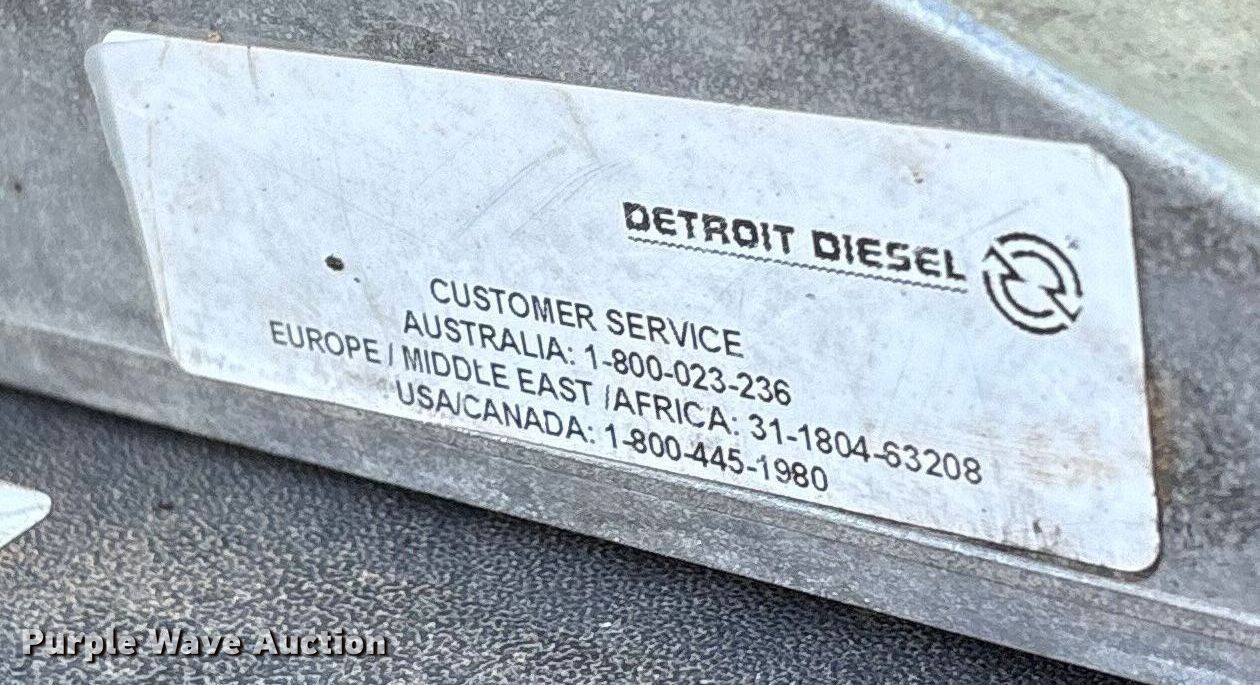 DETROIT DIESEL
CUSTOMER SERVICE
AUSTRALIA: 1-800-023-236
EUROPE / MIDDLE EAST /AFRICA: 31-1804-63208
USA/CANADA: 1-800-445-1980
Purple Wave Auction